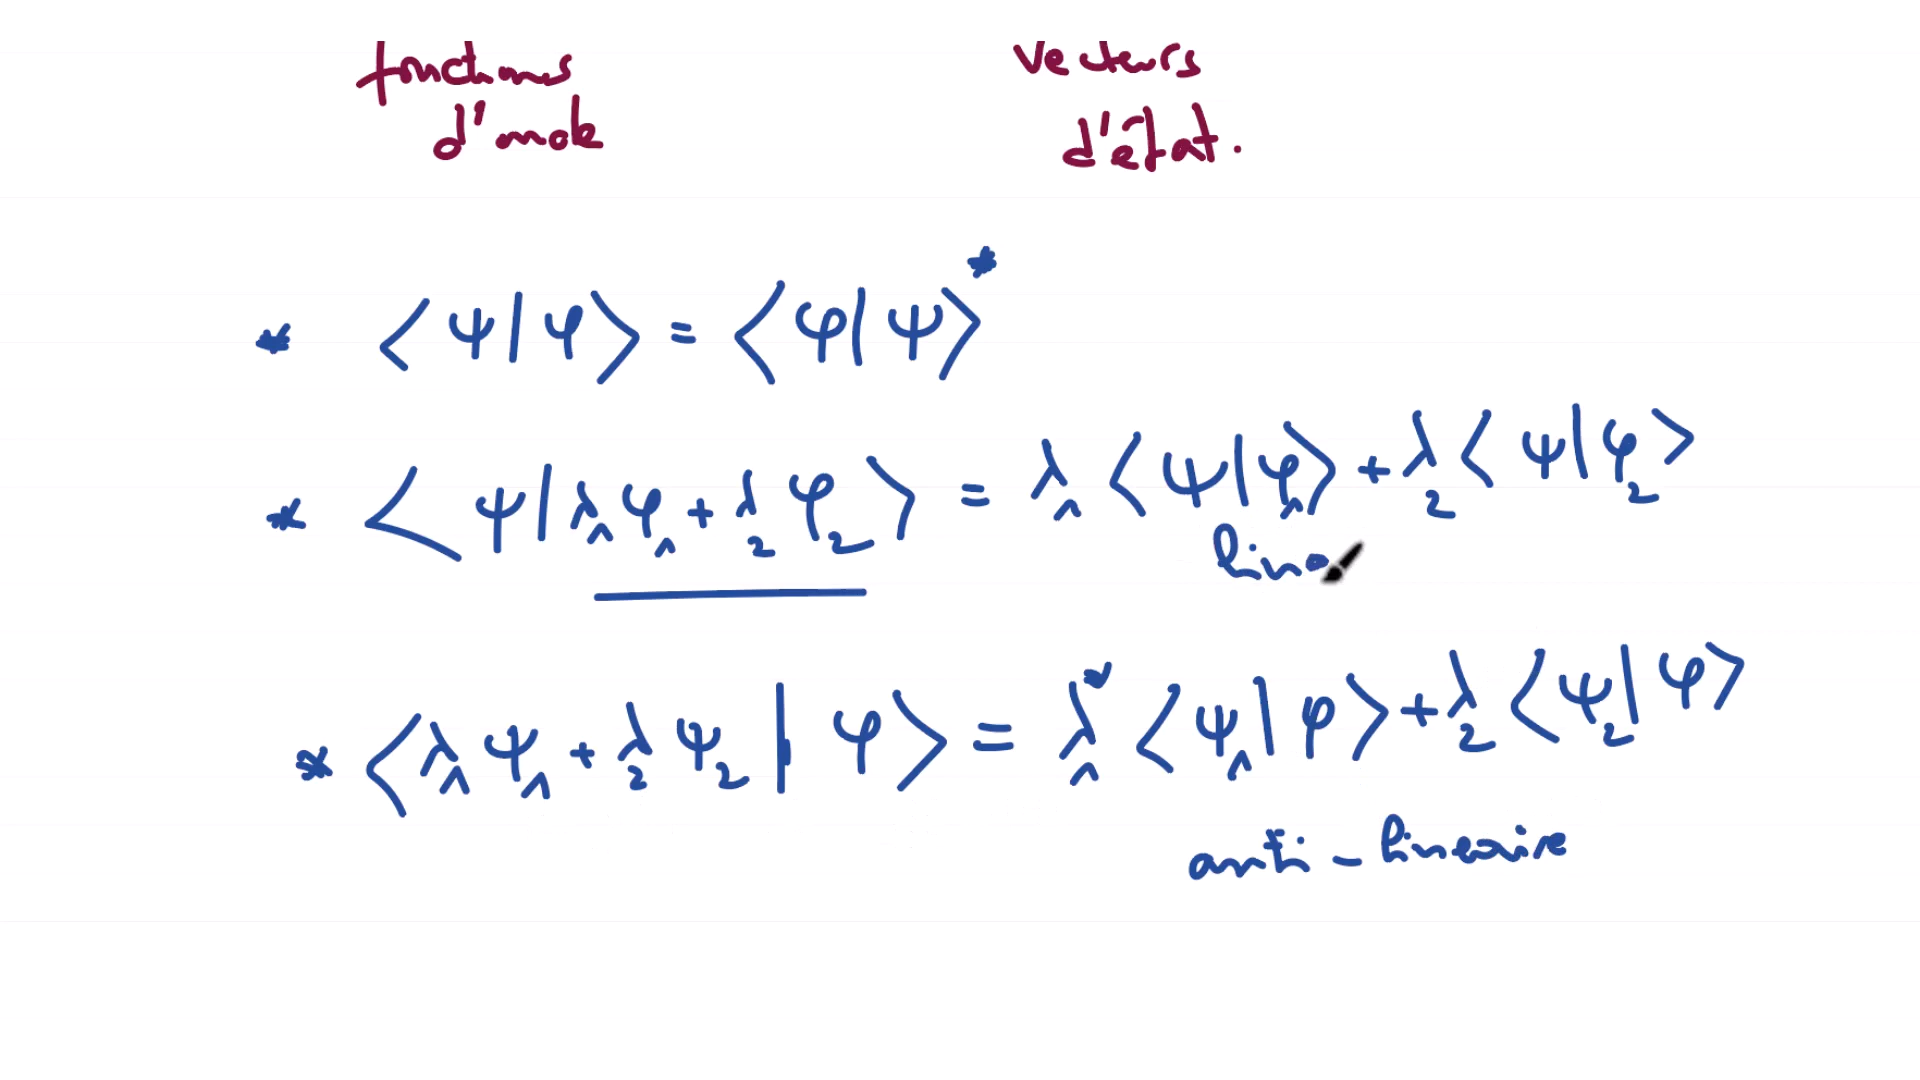 fonctions vecteurs
d'onde d'état.
* ⟨ψ|φ⟩ = ⟨φ|ψ⟩*
* ⟨ψ|λ₁φ₁ + λ₂φ₂⟩ = λ₁⟨ψ|φ₁⟩ + λ₂⟨ψ|φ₂⟩
* ⟨λ₁ψ₁ + λ₂ψ₂|φ⟩ = λ₁*⟨ψ₁|φ⟩ + λ₂⟨ψ₂|φ⟩
anti-linéaire